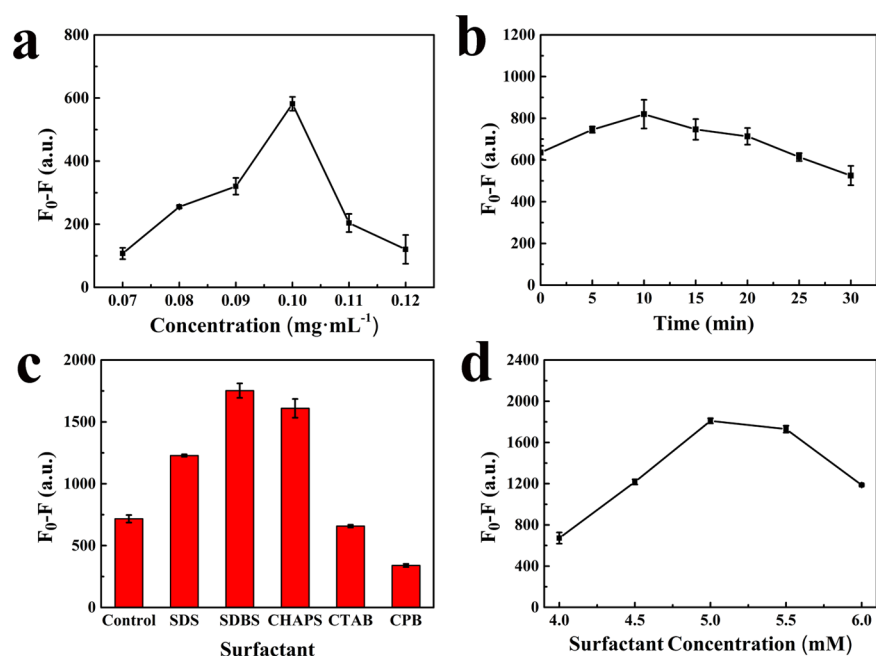 a
F₀-F (a.u.)
800
600
400
200
0
0.07 0.08 0.09 0.10 0.11 0.12
Concentration (mg·mL⁻¹)
b
F₀-F (a.u.)
1200
1000
800
600
400
200
0
0 5 10 15 20 25 30
Time (min)
c
F₀-F (a.u.)
2000
1500
1000
500
0
Control SDS SDBS CHAPS CTAB CPB
Surfactant
d
F₀-F (a.u.)
2400
2000
1600
1200
800
400
0
4.0 4.5 5.0 5.5 6.0
Surfactant Concentration (mM)